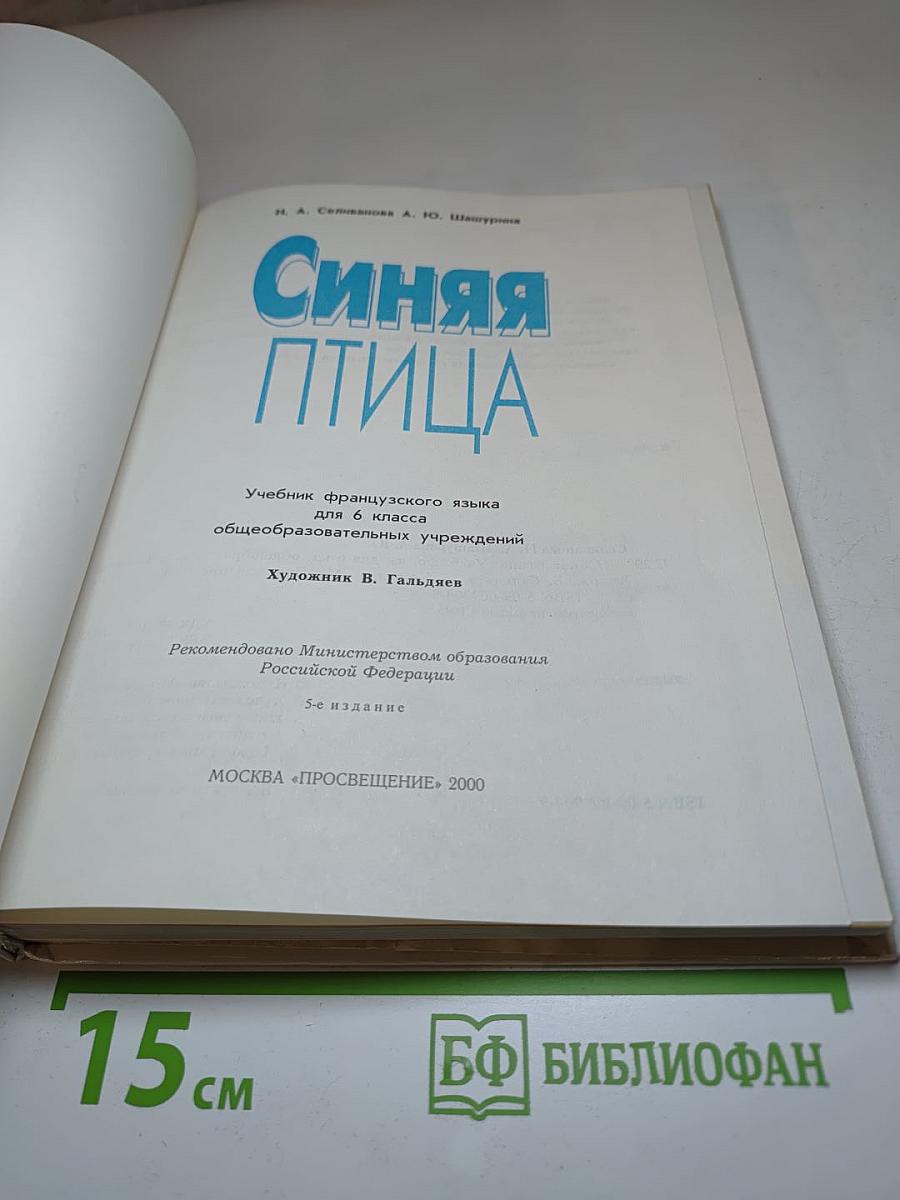 Н. А. Селиванова А. Ю. Шашурина
Синяя
ПТИЦА
Учебник французского языка
для 6 класса
общеобразовательных учреждений
Художник В. Гальдяев
Рекомендовано Министерством образования
Российской Федерации
5-е издание
МОСКВА «ПРОСВЕЩЕНИЕ» 2000
15 см
БФ БИБЛИОФАН